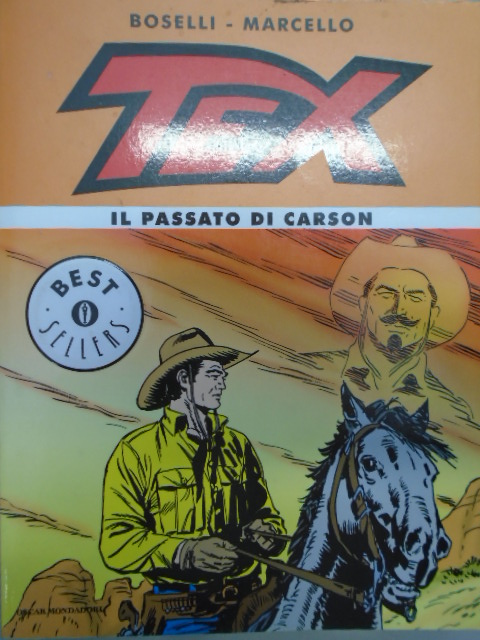 BOSELLI - MARCELLO
TEX
IL PASSATO DI CARSON
BEST
SELLERS
OSCAR MONDADORI